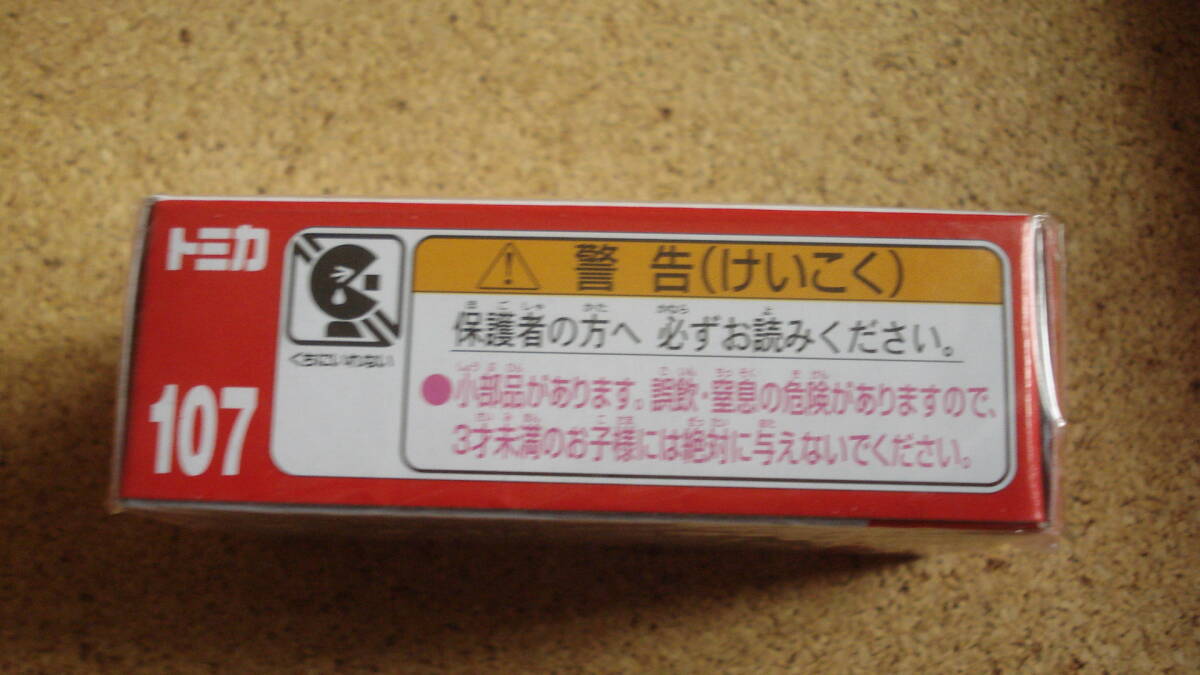 トミカ
107
くちにいれない
警告(けいこく)
保護者の方へ 必ずお読みください。
●小部品があります。誤飲・窒息の危険がありますので、
3才未満のお子様には絶対に与えないでください。